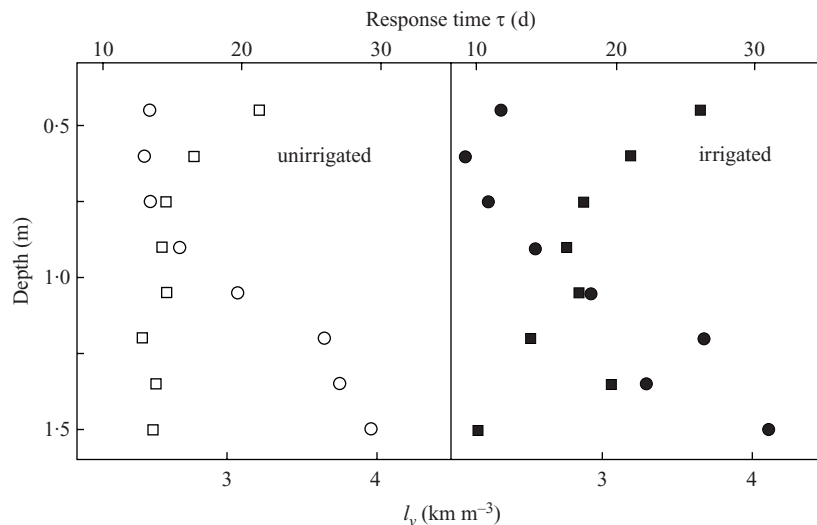 Response time τ (d)
10 20 30 10 20 30
unirrigated irrigated
0·5
1·0
1·5
Depth (m)
3 4 3 4
l_v (km m⁻³)